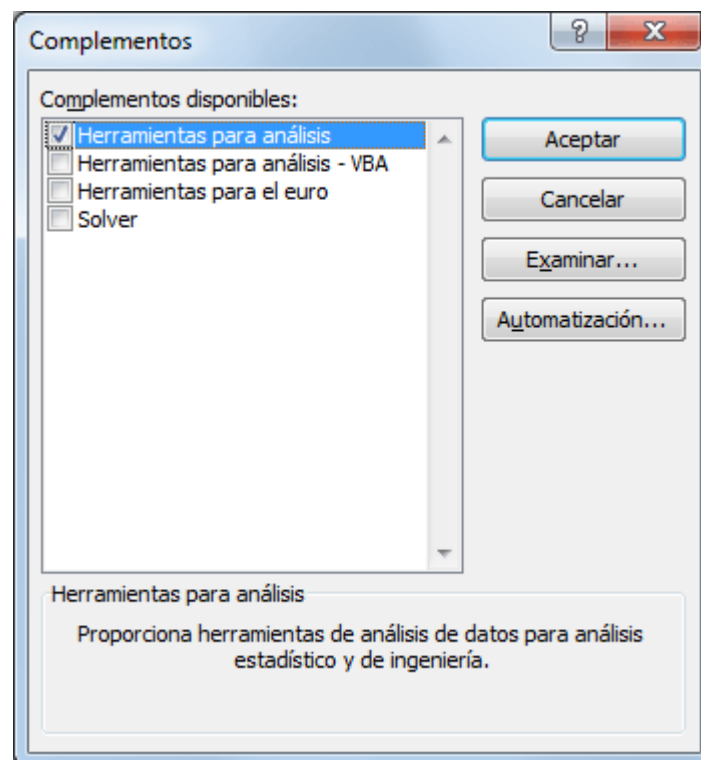 Complementos
Complementos disponibles:
Herramientas para análisis
Herramientas para análisis - VBA
Herramientas para el euro
Solver
Aceptar
Cancelar
Examinar...
Automatización...
Herramientas para análisis
Proporciona herramientas de análisis de datos para análisis
estadístico y de ingeniería.